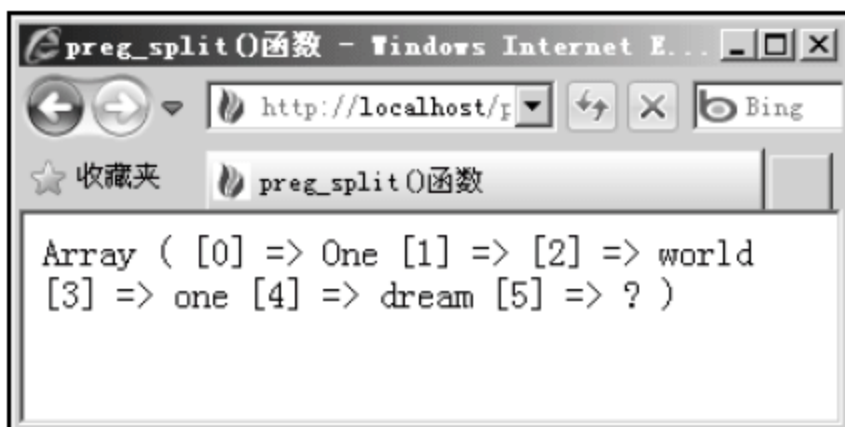 preg_split()函数 - Windows Internet E...
http://localhost/p
Bing
收藏夹
preg_split()函数
Array ( [0] => One [1] => [2] => world
[3] => one [4] => dream [5] => ? )